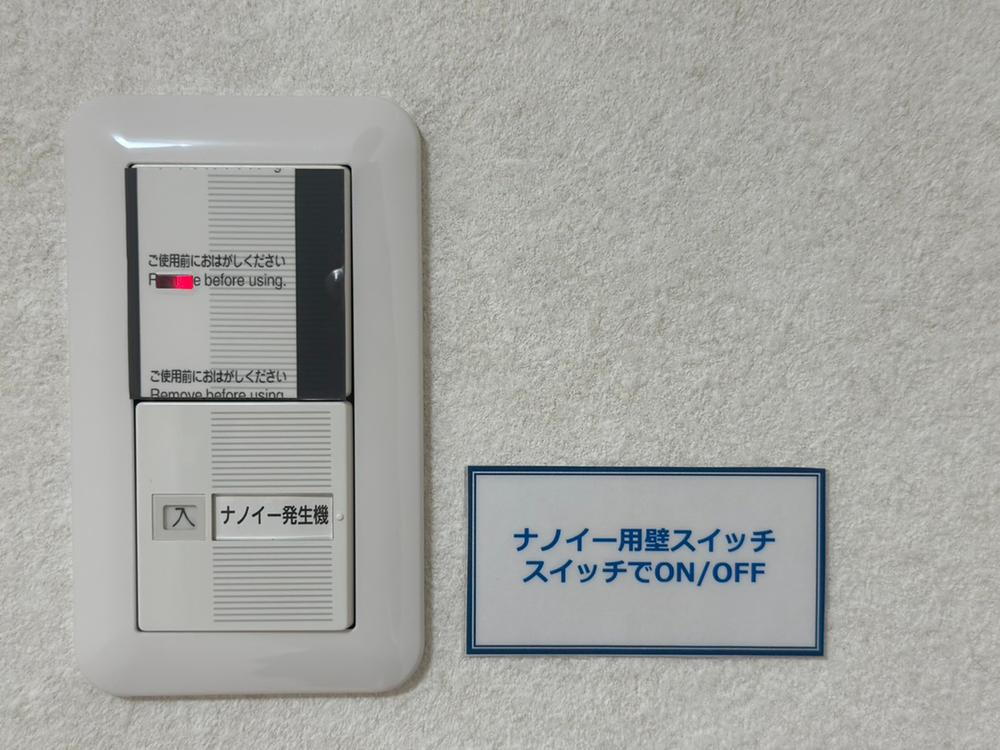 ご使用前におはがしください
Remove before using.
ご使用前におはがしください
Remove before using.
入
ナノイー発生機
ナノイー用壁スイッチ
スイッチでON/OFF